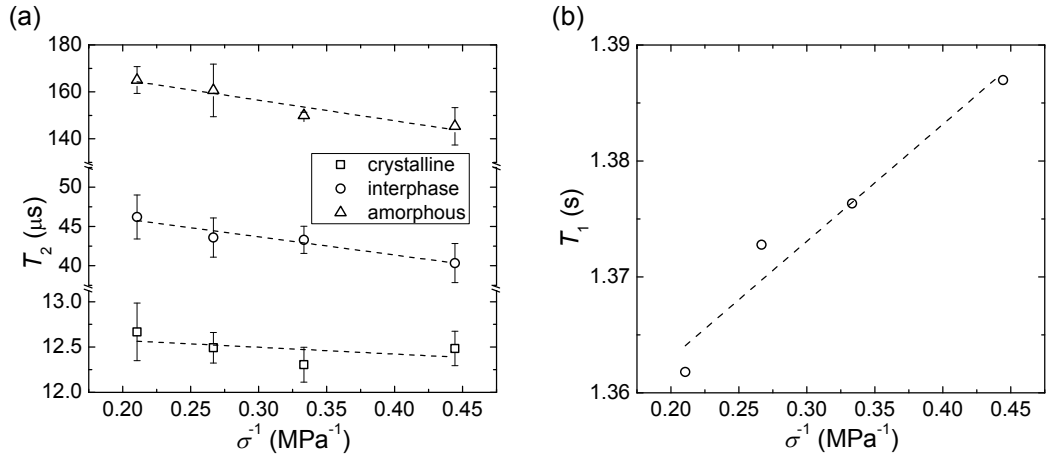 (a)
180
160
140
50
45
40
13.0
12.5
12.0
T₂ (μs)
crystalline
interphase
amorphous
0.20 0.25 0.30 0.35 0.40 0.45
σ⁻¹ (MPa⁻¹)
(b)
1.39
1.38
1.37
1.36
T₁ (s)
0.20 0.25 0.30 0.35 0.40 0.45
σ⁻¹ (MPa⁻¹)